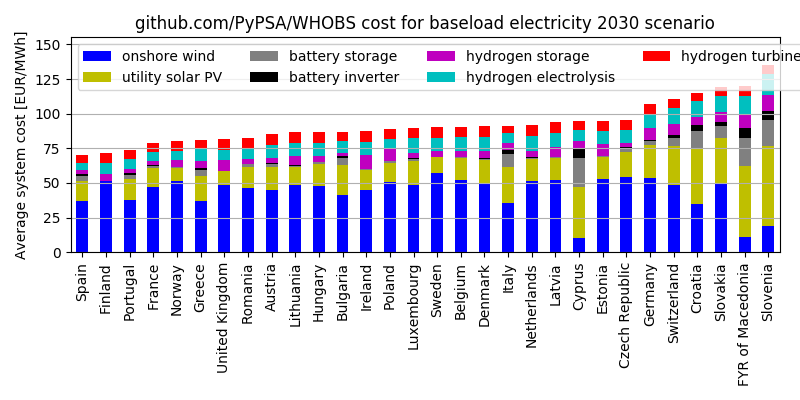 github.com/PyPSA/WHOBS cost for baseload electricity 2030 scenario
Average system cost [EUR/MWh]
150
125
100
75
50
25
0
onshore wind
utility solar PV
battery storage
battery inverter
hydrogen storage
hydrogen electrolysis
hydrogen turbine
Spain
Finland
Portugal
France
Norway
Greece
United Kingdom
Romania
Austria
Lithuania
Hungary
Bulgaria
Ireland
Poland
Luxembourg
Sweden
Belgium
Denmark
Italy
Netherlands
Latvia
Cyprus
Estonia
Czech Republic
Germany
Switzerland
Croatia
Slovakia
FYR of Macedonia
Slovenia